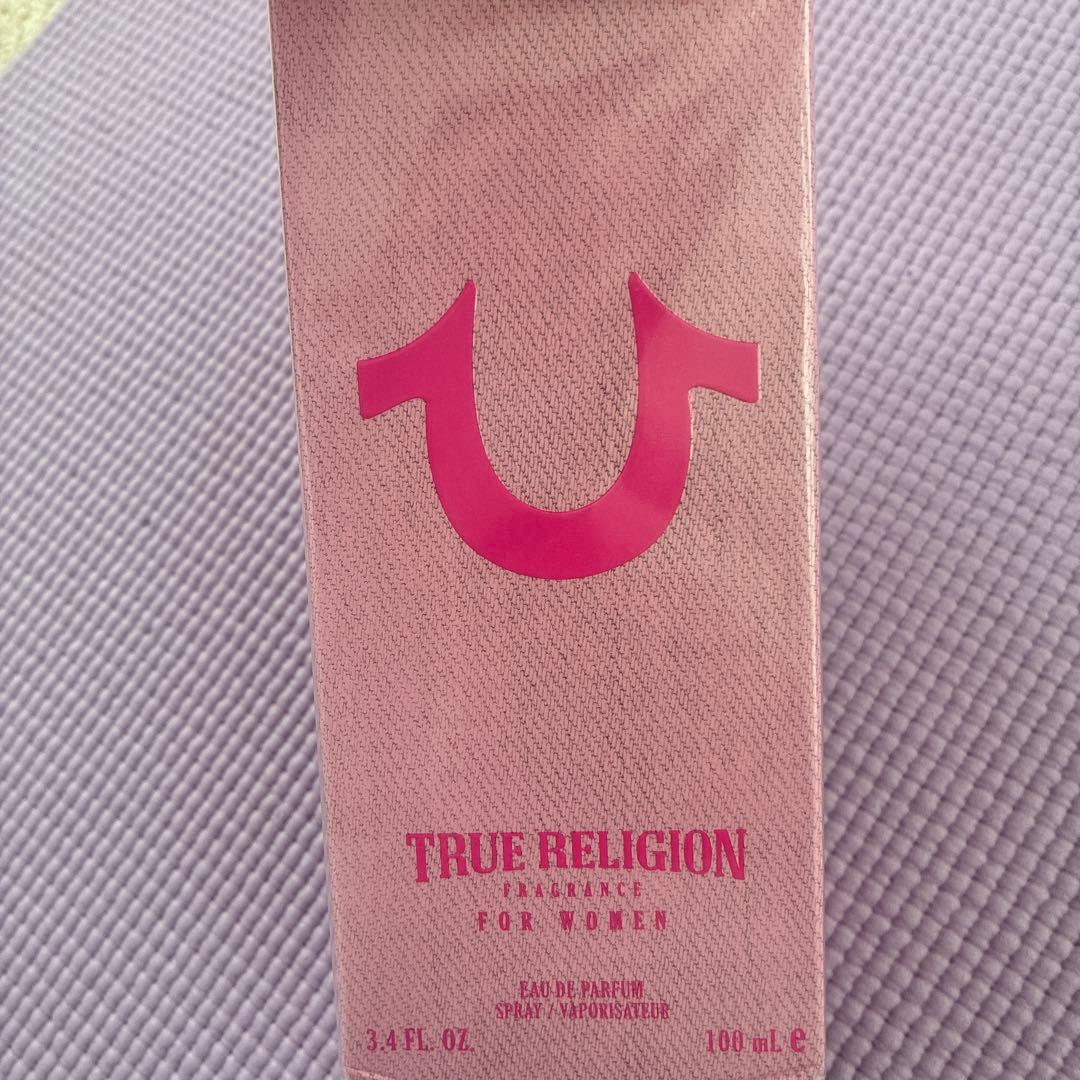 TRUE RELIGION
FRAGRANCE
FOR WOMEN
EAU DE PARFUM
SPRAY / VAPORISATEUR
3.4 FL. OZ. 100 mL e